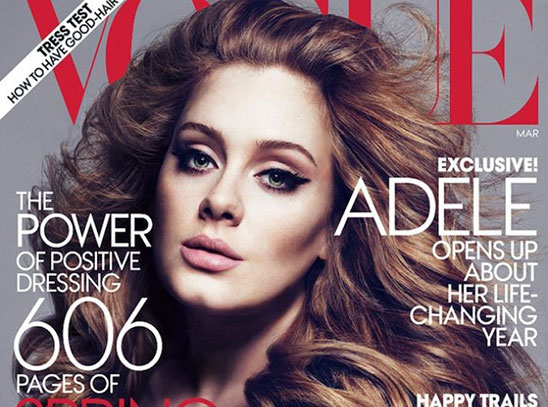 TRESS TEST
HOW TO HAVE GOOD-HAIR
VOGUE
MAR
EXCLUSIVE!
ADELE
OPENS UP
ABOUT
HER LIFE-
CHANGING
YEAR
THE
POWER
OF POSITIVE
DRESSING
606
PAGES OF
SPRING
HAPPY TRAILS